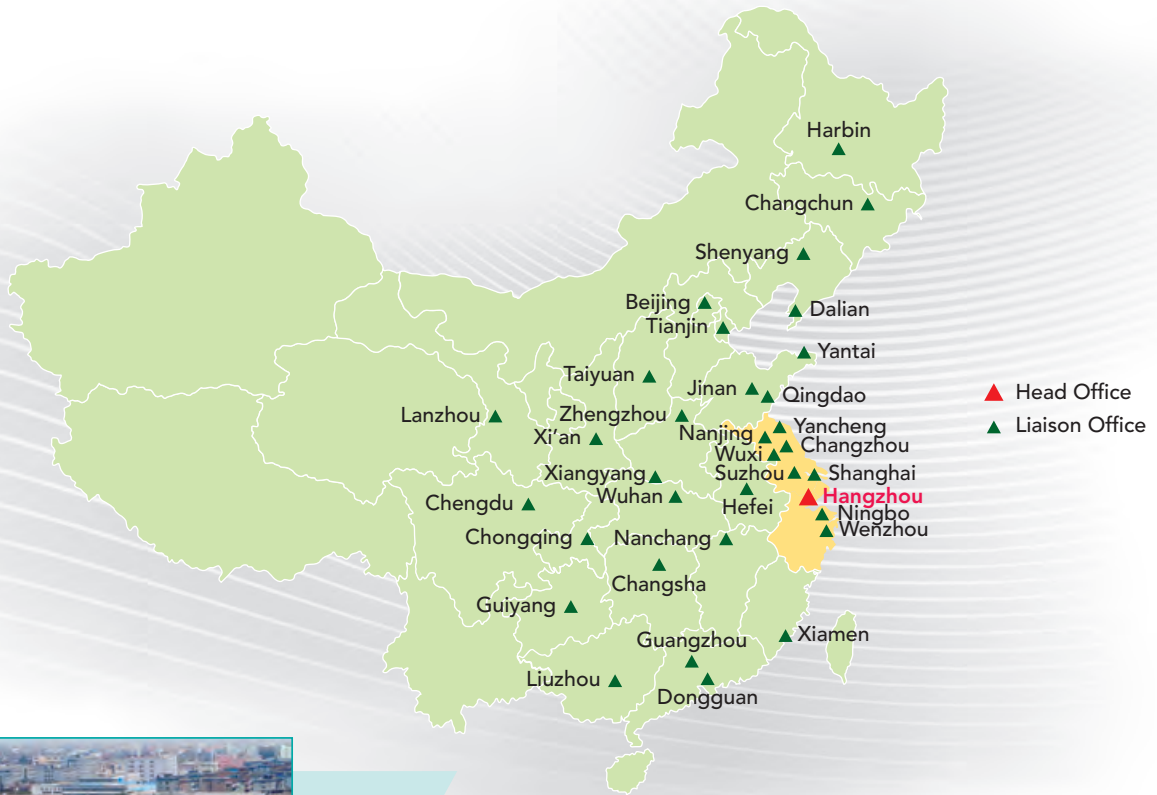 Harbin
Changchun
Shenyang
Beijing
Dalian
Tianjin
Yantai
Taiyuan
Jinan
Qingdao
Head Office
Lanzhou
Zhengzhou
Yancheng
Liaison Office
Xi’an
Nanjing
Changzhou
Wuxi
Xiangyang
Suzhou
Shanghai
Wuhan
Hangzhou
Chengdu
Hefei
Ningbo
Wenzhou
Chongqing
Nanchang
Changsha
Guiyang
Xiamen
Guangzhou
Liuzhou
Dongguan